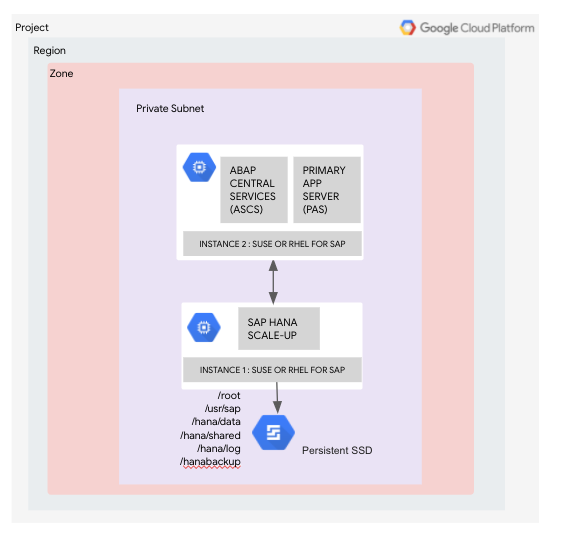 Project
Google Cloud Platform
Region
Zone
Private Subnet
ABAP
CENTRAL
SERVICES
(ASCS)
PRIMARY
APP
SERVER
(PAS)
INSTANCE 2 : SUSE OR RHEL FOR SAP
SAP HANA
SCALE-UP
INSTANCE 1 : SUSE OR RHEL FOR SAP
/root
/usr/sap
/hana/data
/hana/shared
/hana/log
/hanabackup
Persistent SSD